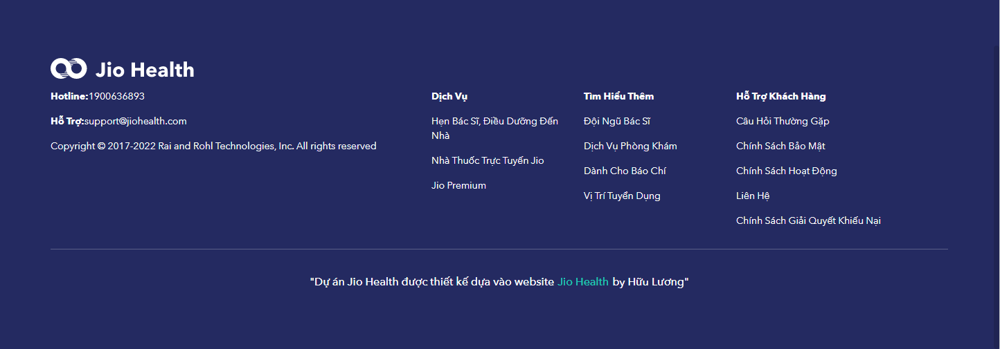 Jio Health
Hotline:1900636893
Hỗ Trợ:support@jiohealth.com
Copyright © 2017-2022 Rai and Rohl Technologies, Inc. All rights reserved
Dịch Vụ
Hẹn Bác Sĩ, Điều Dưỡng Đến
Nhà
Nhà Thuốc Trực Tuyến Jio
Jio Premium
Tìm Hiểu Thêm
Đội Ngũ Bác Sĩ
Dịch Vụ Phòng Khám
Dành Cho Báo Chí
Vị Trí Tuyển Dụng
Hỗ Trợ Khách Hàng
Câu Hỏi Thường Gặp
Chính Sách Bảo Mật
Chính Sách Hoạt Động
Liên Hệ
Chính Sách Giải Quyết Khiếu Nại
"Dự án Jio Health được thiết kế dựa vào website Jio Health by Hữu Lương"